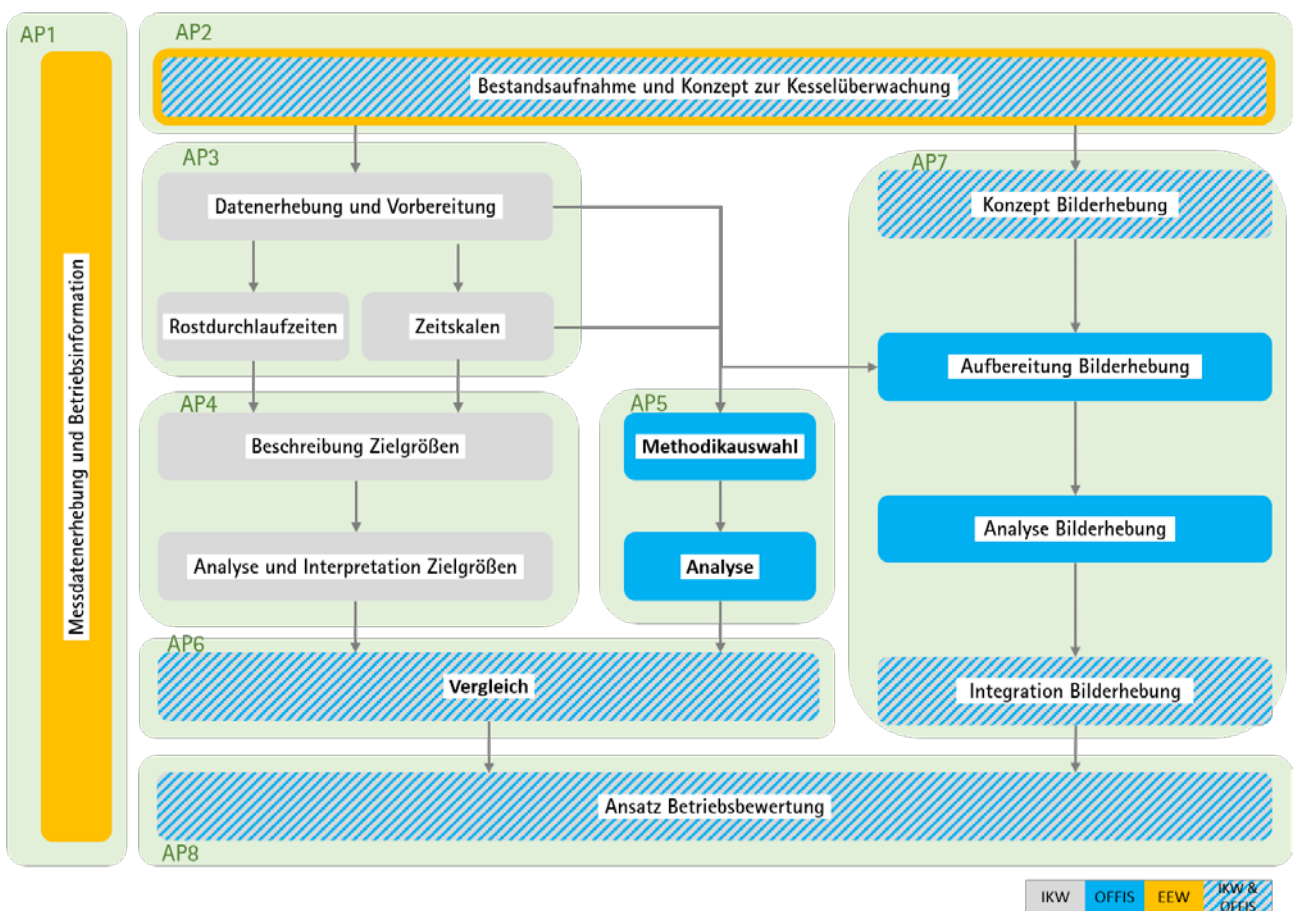 AP1
Messdatenerhebung und Betriebsinformation
AP2
Bestandsaufnahme und Konzept zur Kesselüberwachung
AP3
Datenerhebung und Vorbereitung
Rostdurchlaufzeiten
Zeitskalen
AP4
Beschreibung Zielgrößen
Analyse und Interpretation Zielgrößen
AP5
Methodikauswahl
Analyse
AP6
Vergleich
AP7
Konzept Bilderhebung
Aufbereitung Bilderhebung
Analyse Bilderhebung
Integration Bilderhebung
Ansatz Betriebsbewertung
AP8
IKW
OFFIS
EEW
IKW &
OFFIS